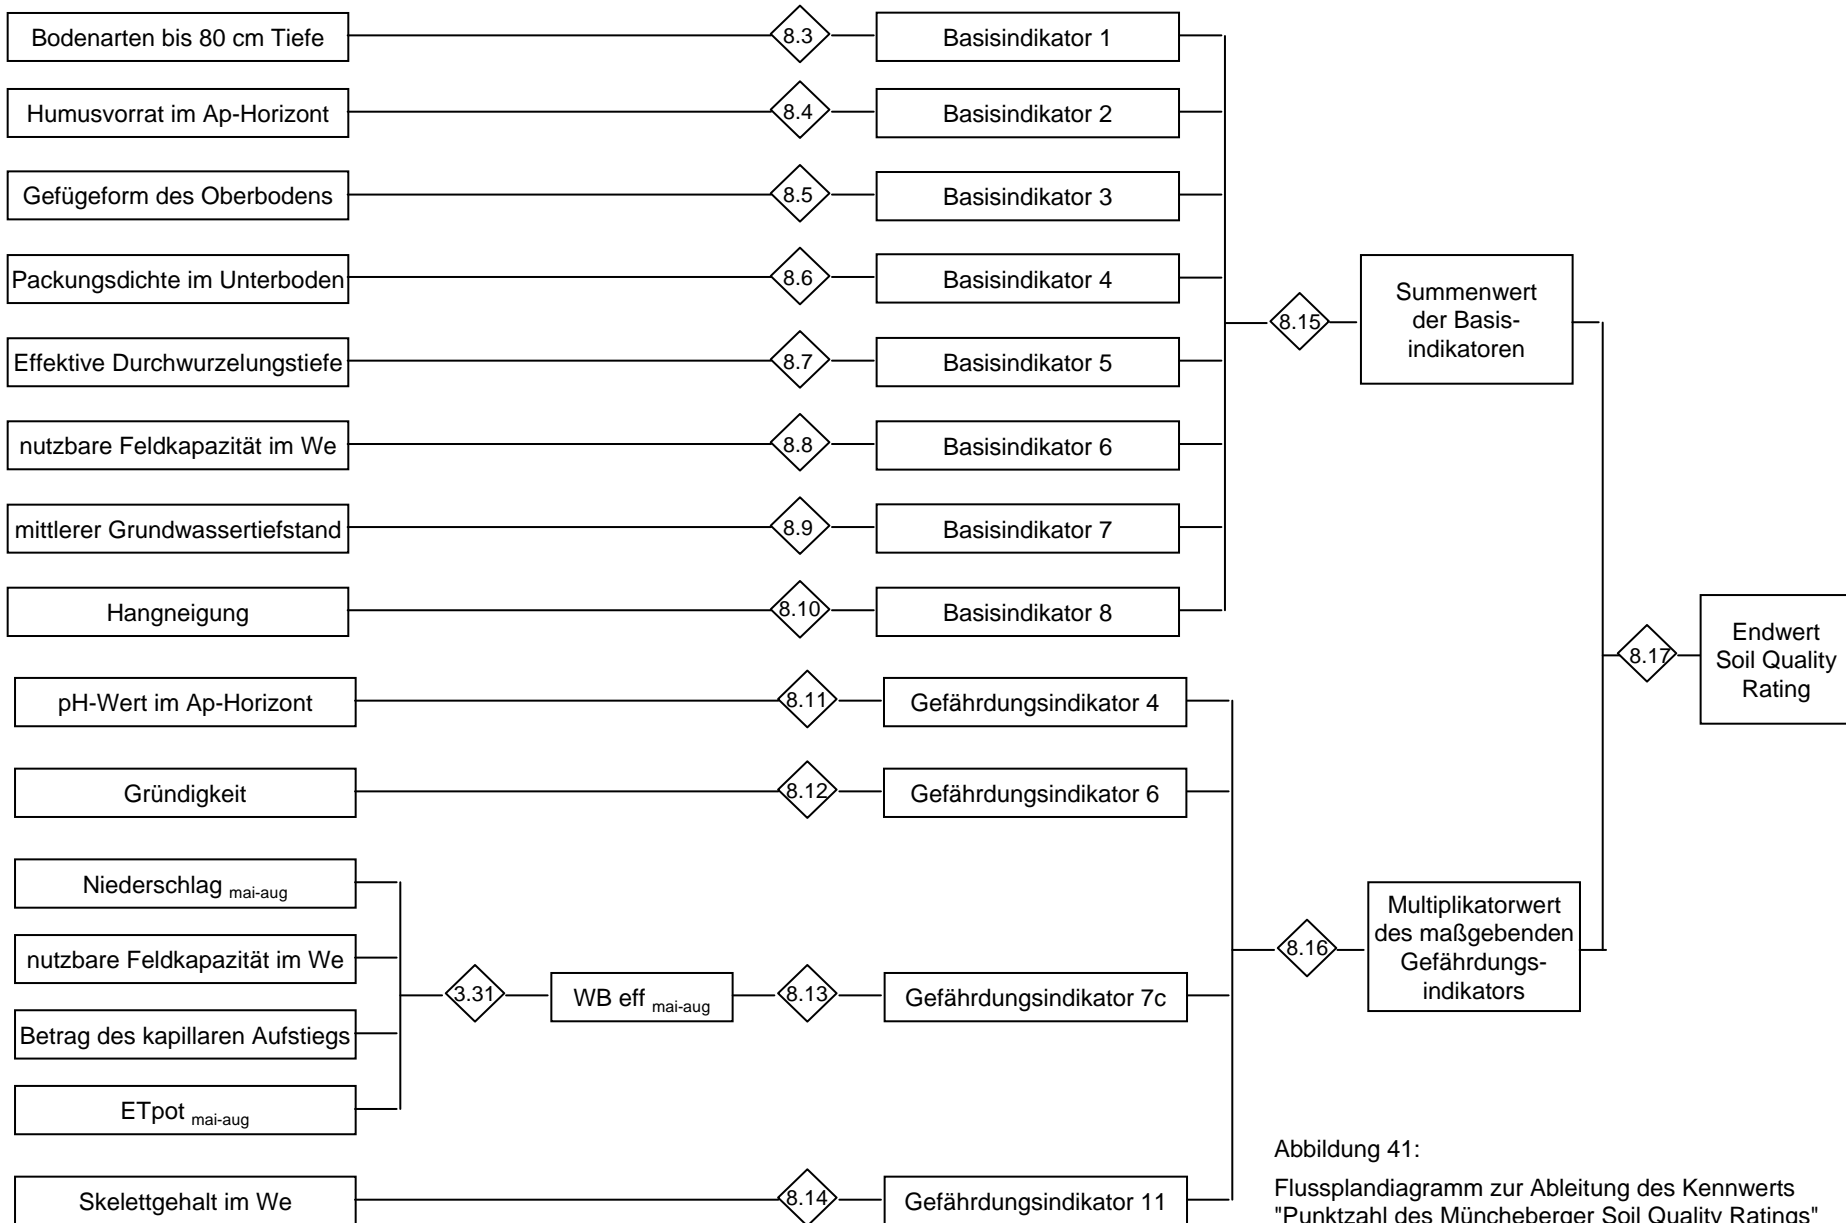 Bodenarten bis 80 cm Tiefe
8.3
Basisindikator 1
Humusvorrat im Ap-Horizont
8.4
Basisindikator 2
Gefügeform des Oberbodens
8.5
Basisindikator 3
Packungsdichte im Unterboden
8.6
Basisindikator 4
Effektive Durchwurzelungstiefe
8.7
Basisindikator 5
nutzbare Feldkapazität im We
8.8
Basisindikator 6
mittlerer Grundwassertiefstand
8.9
Basisindikator 7
Hangneigung
8.10
Basisindikator 8
8.15
Summenwert
der Basis-
indikatoren
pH-Wert im Ap-Horizont
8.11
Gefährdungsindikator 4
Gründigkeit
8.12
Gefährdungsindikator 6
Niederschlag mai-aug
nutzbare Feldkapazität im We
Betrag des kapillaren Aufstiegs
ETpot mai-aug
3.31
WB eff mai-aug
8.13
Gefährdungsindikator 7c
Skelettgehalt im We
8.14
Gefährdungsindikator 11
8.16
Multiplikatorwert
des maßgebenden
Gefährdungs-
indikators
8.17
Endwert
Soil Quality
Rating
Abbildung 41:
Flussplandiagramm zur Ableitung des Kennwerts
"Punktzahl des Müncheberger Soil Quality Ratings"